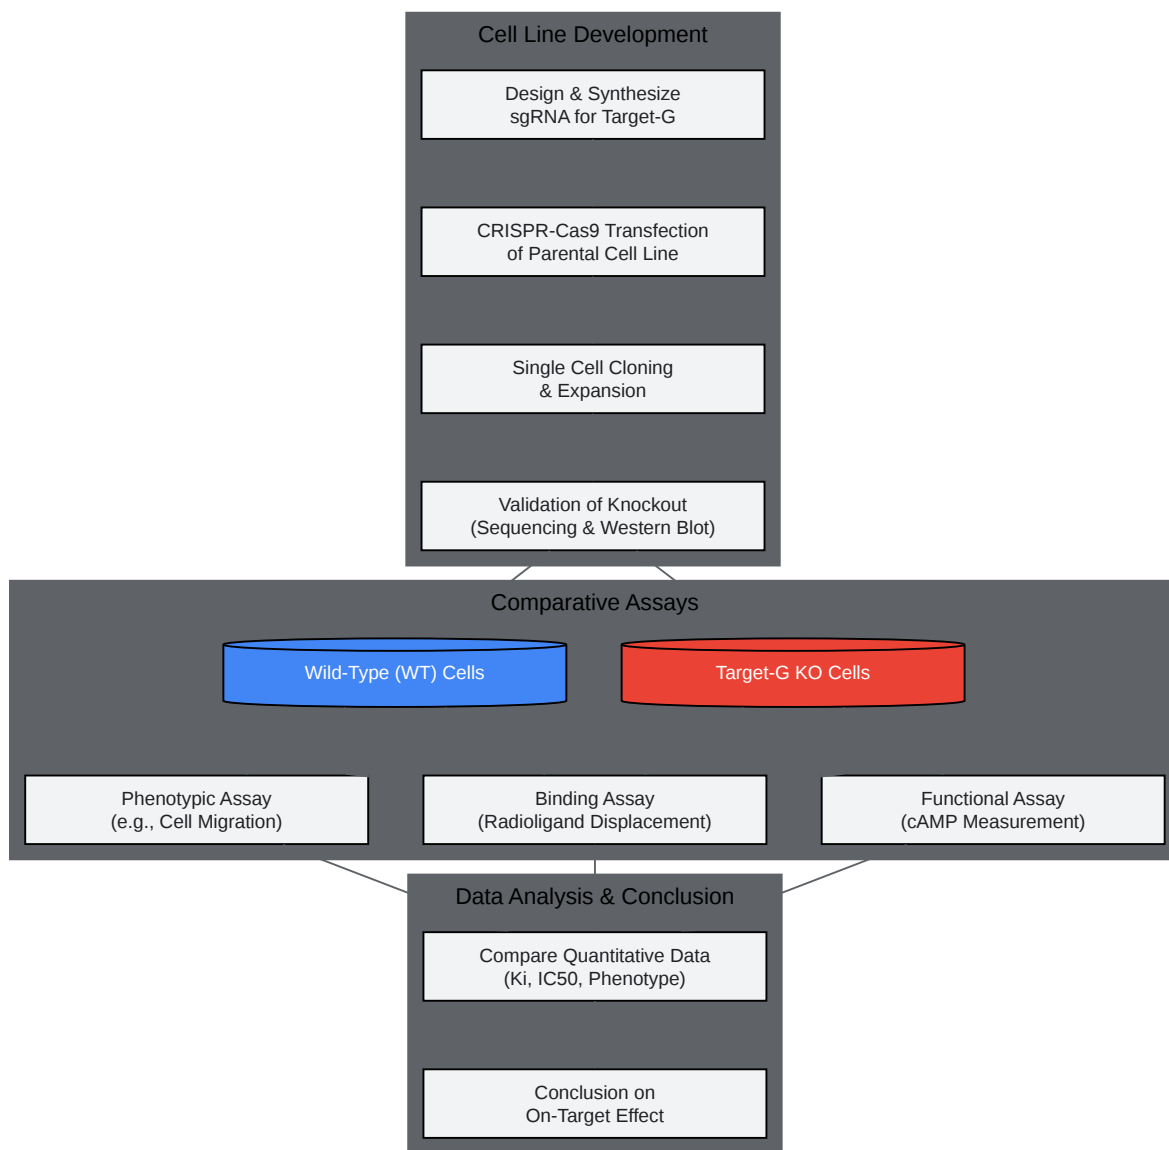 Cell Line Development
Design & Synthesize
sgRNA for Target-G
CRISPR-Cas9 Transfection
of Parental Cell Line
Single Cell Cloning
& Expansion
Validation of Knockout
(Sequencing & Western Blot)
Comparative Assays
Wild-Type (WT) Cells
Target-G KO Cells
Phenotypic Assay
(e.g., Cell Migration)
Binding Assay
(Radioligand Displacement)
Functional Assay
(cAMP Measurement)
Data Analysis & Conclusion
Compare Quantitative Data
(Ki, IC50, Phenotype)
Conclusion on
On-Target Effect